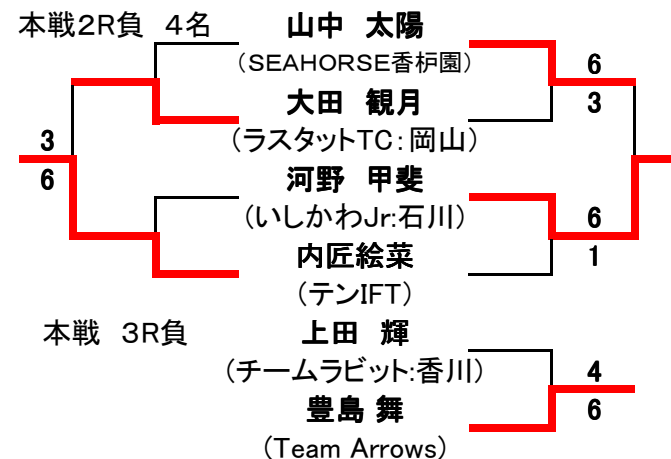 本戦2R負 4名
山中 太陽
(SEAHORSE香枦園)
6
3
大田 観月
(ラスタットTC:岡山)
3
6
河野 甲斐
(いしかわJr:石川)
6
1
内匠絵菜
(テンIFT)
本戦 3R負
上田 輝
(チームラビット:香川)
4
6
豊島 舞
(Team Arrows)